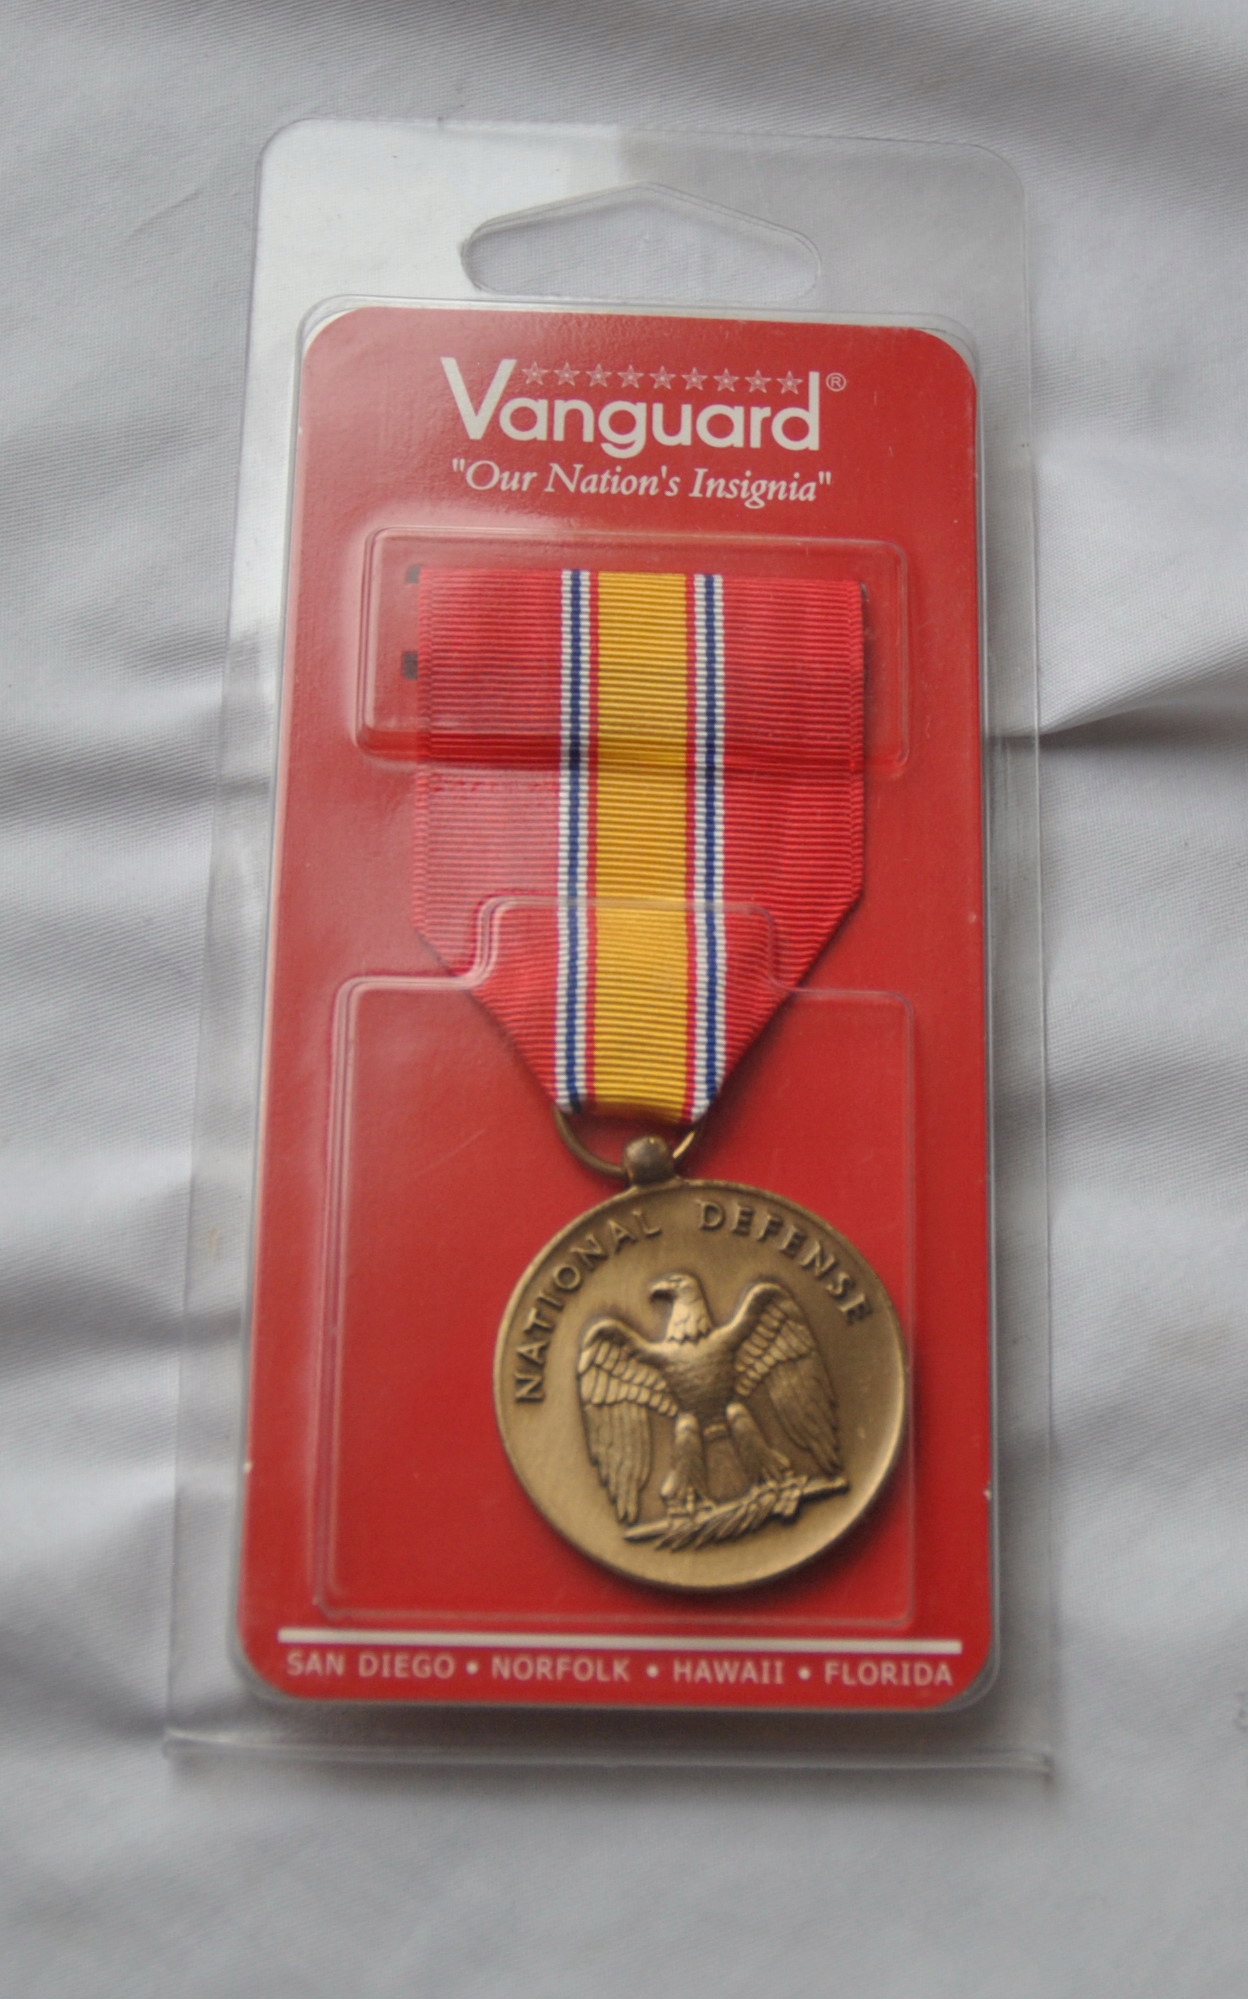 Vanguard®
"Our Nation's Insignia"
NATIONAL DEFENSE
SAN DIEGO • NORFOLK • HAWAII • FLORIDA